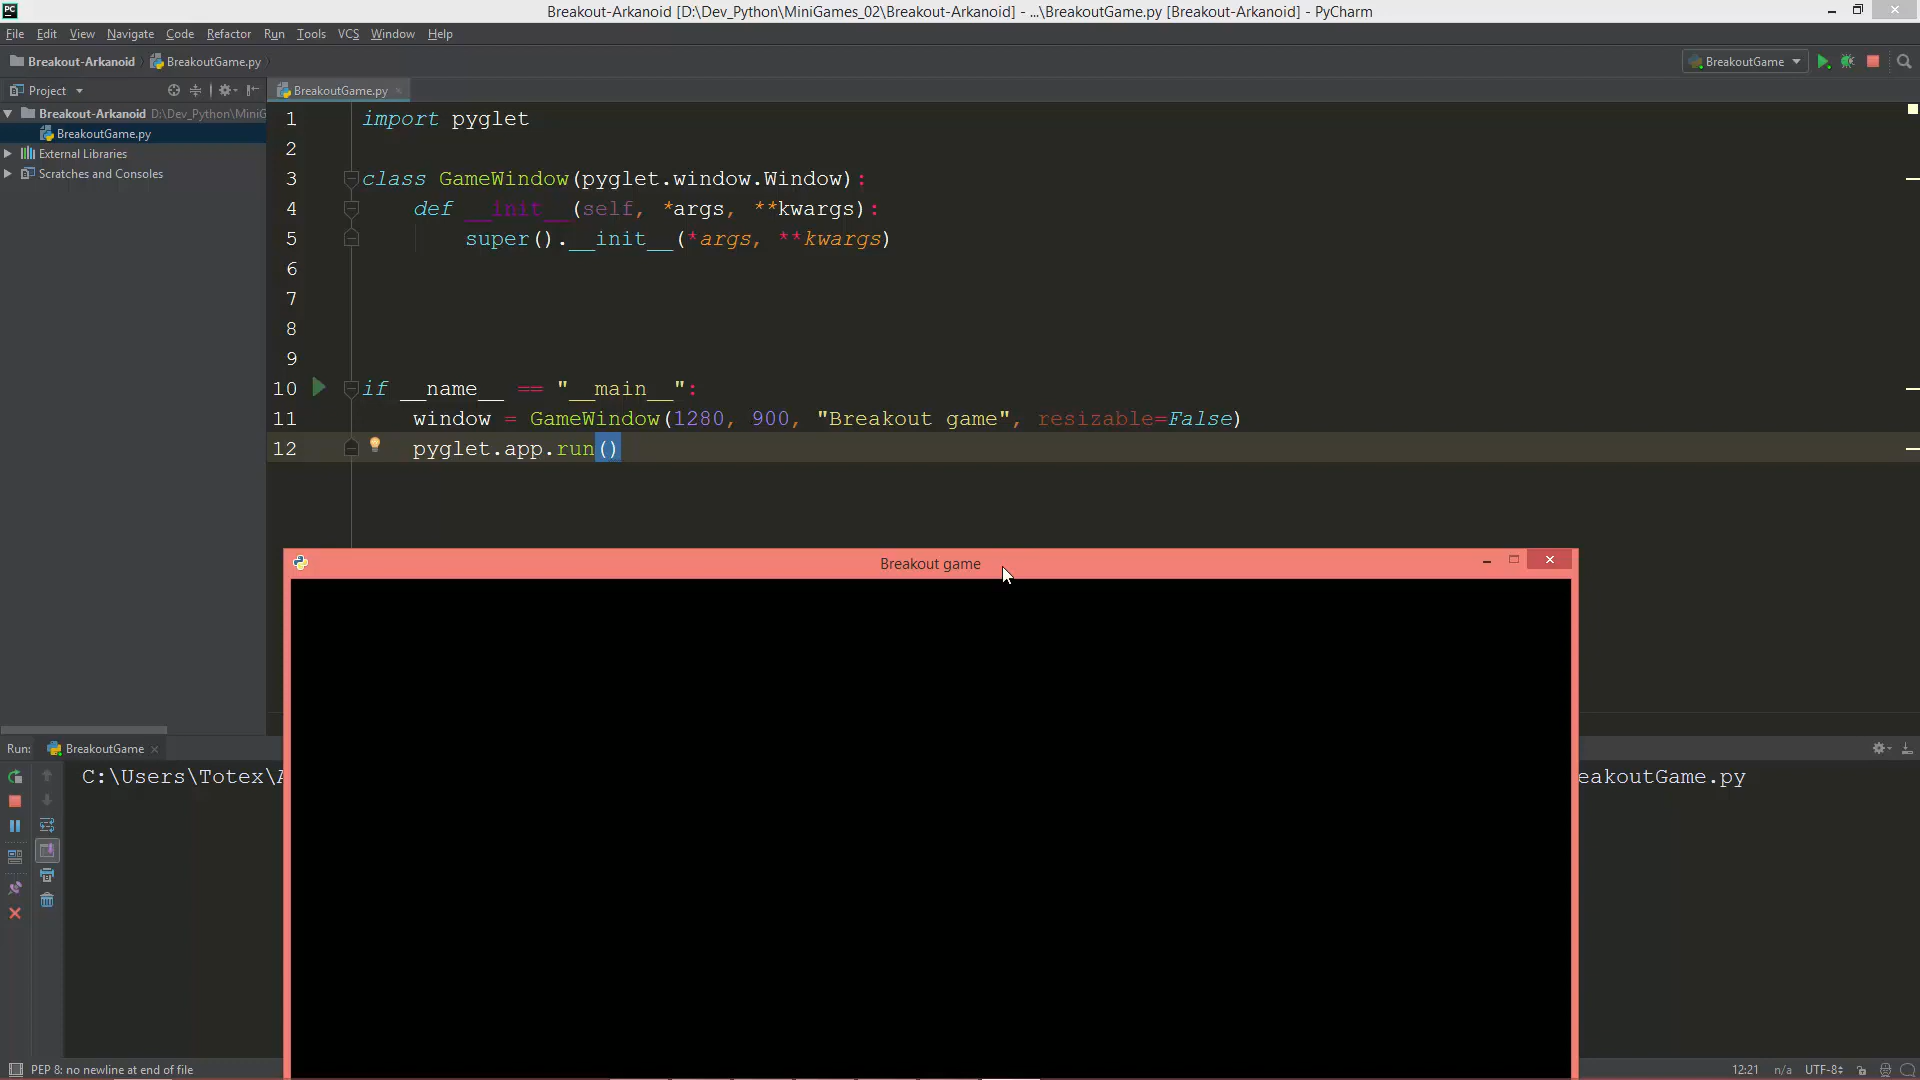 Breakout-Arkanoid [D:\Dev_Python\MiniGames_02\Breakout-Arkanoid] - ...\BreakoutGame.py [Breakout-Arkanoid] - PyCharm
File Edit View Navigate Code Refactor Run Tools VCS Window Help
Breakout-Arkanoid BreakoutGame.py BreakoutGame
Project BreakoutGame.py
Breakout-Arkanoid D:\Dev_Python\MiniG
BreakoutGame.py
External Libraries
Scratches and Consoles
1 import pyglet
2
3 class GameWindow(pyglet.window.Window):
4 def __init__(self, *args, **kwargs):
5 super().__init__(*args, **kwargs)
6
7
8
9
10 if __name__ == "__main__":
11 window = GameWindow(1280, 900, "Breakout game", resizable=False)
12 pyglet.app.run()
Breakout game
Run: BreakoutGame
C:\Users\Totex\A eakoutGame.py
PEP 8: no newline at end of file 12:21 n/a UTF-8